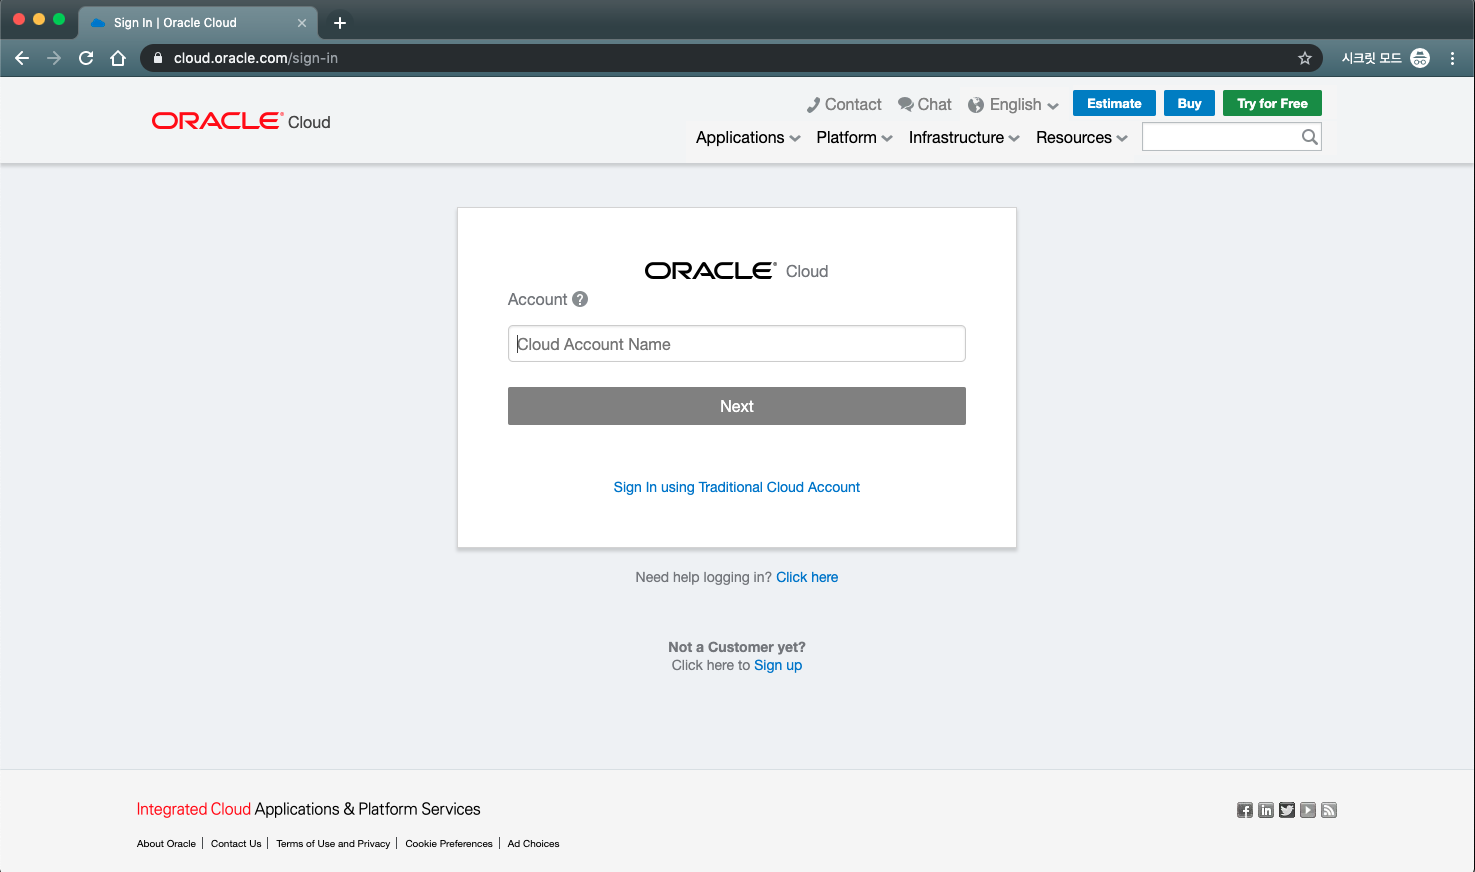 Sign In | Oracle Cloud
cloud.oracle.com/sign-in
시크릿 모드
Contact Chat English Estimate Buy Try for Free
ORACLE Cloud
Applications Platform Infrastructure Resources
ORACLE Cloud
Account ?
Cloud Account Name
Next
Sign In using Traditional Cloud Account
Need help logging in? Click here
Not a Customer yet?
Click here to Sign up
Integrated Cloud Applications & Platform Services
About Oracle | Contact Us | Terms of Use and Privacy | Cookie Preferences | Ad Choices